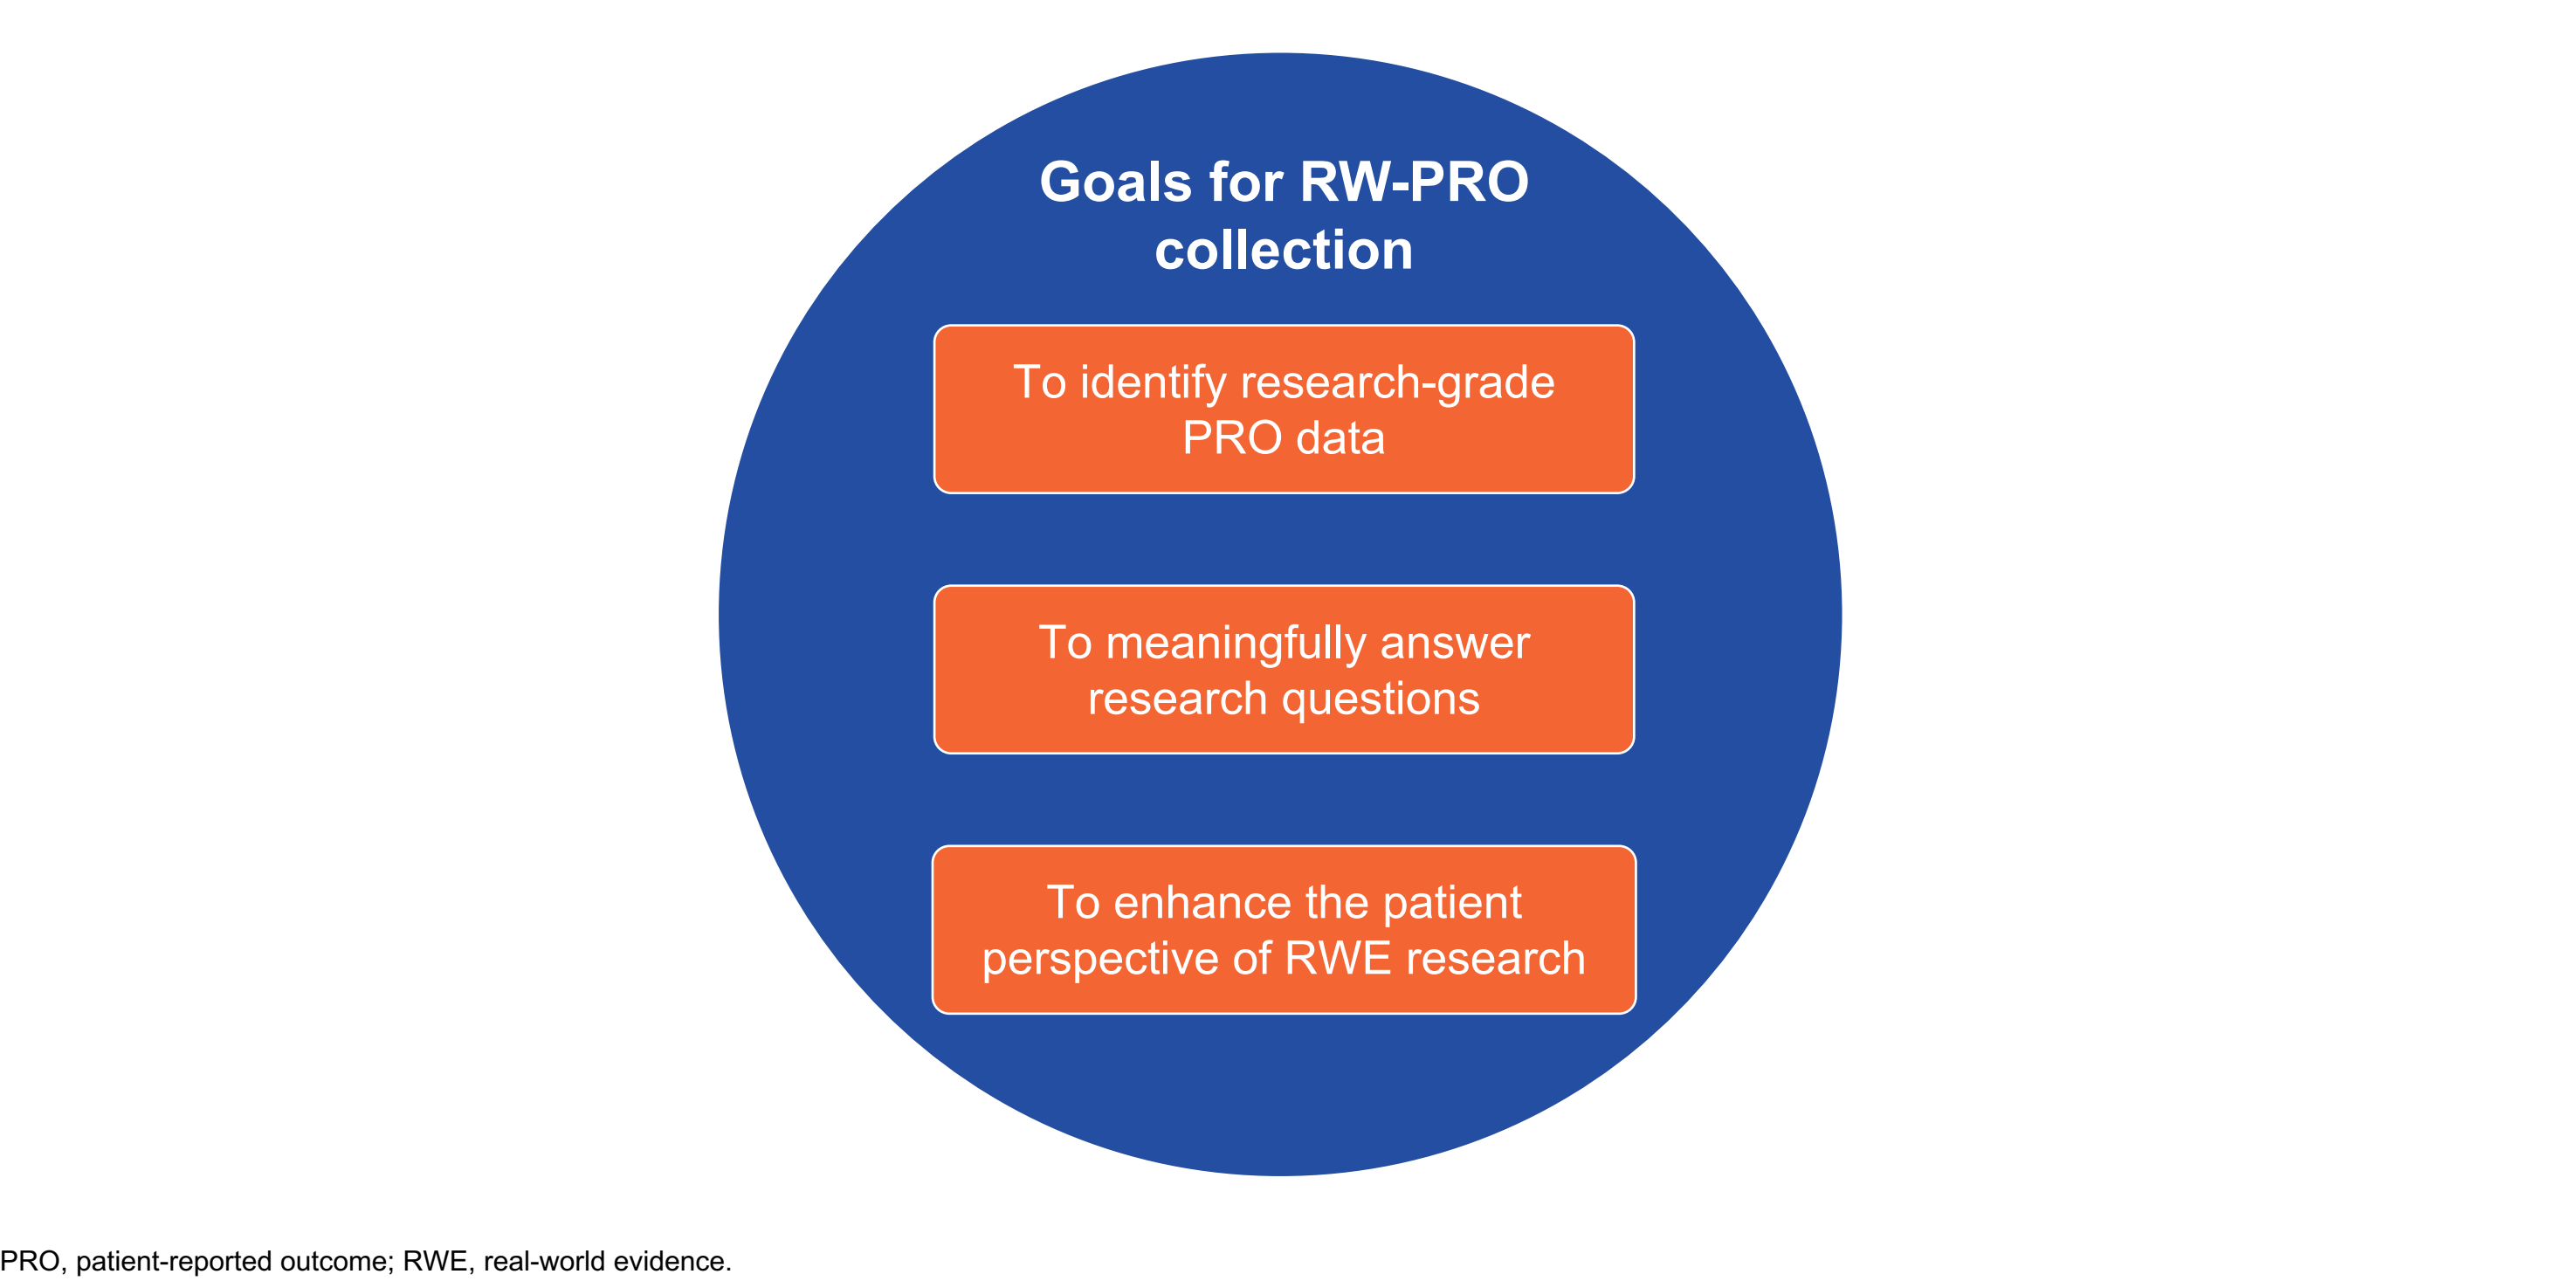 Goals for RW-PRO
collection
To identify research-grade
PRO data
To meaningfully answer
research questions
To enhance the patient
perspective of RWE research
PRO, patient-reported outcome; RWE, real-world evidence.